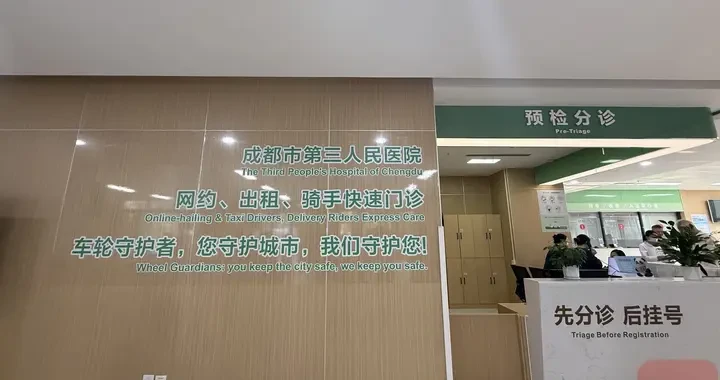 成都市第三人民医院
The Third People's Hospital of Chengdu
网约、出租、骑手快速门诊
Online-hailing & Taxi Drivers, Delivery Riders Express Care
车轮守护者，您守护城市，我们守护您!
Wheel Guardians: you keep the city safe, we keep you safe.
预检分诊
Pre-Triage
先分诊 后挂号
Triage Before Registration